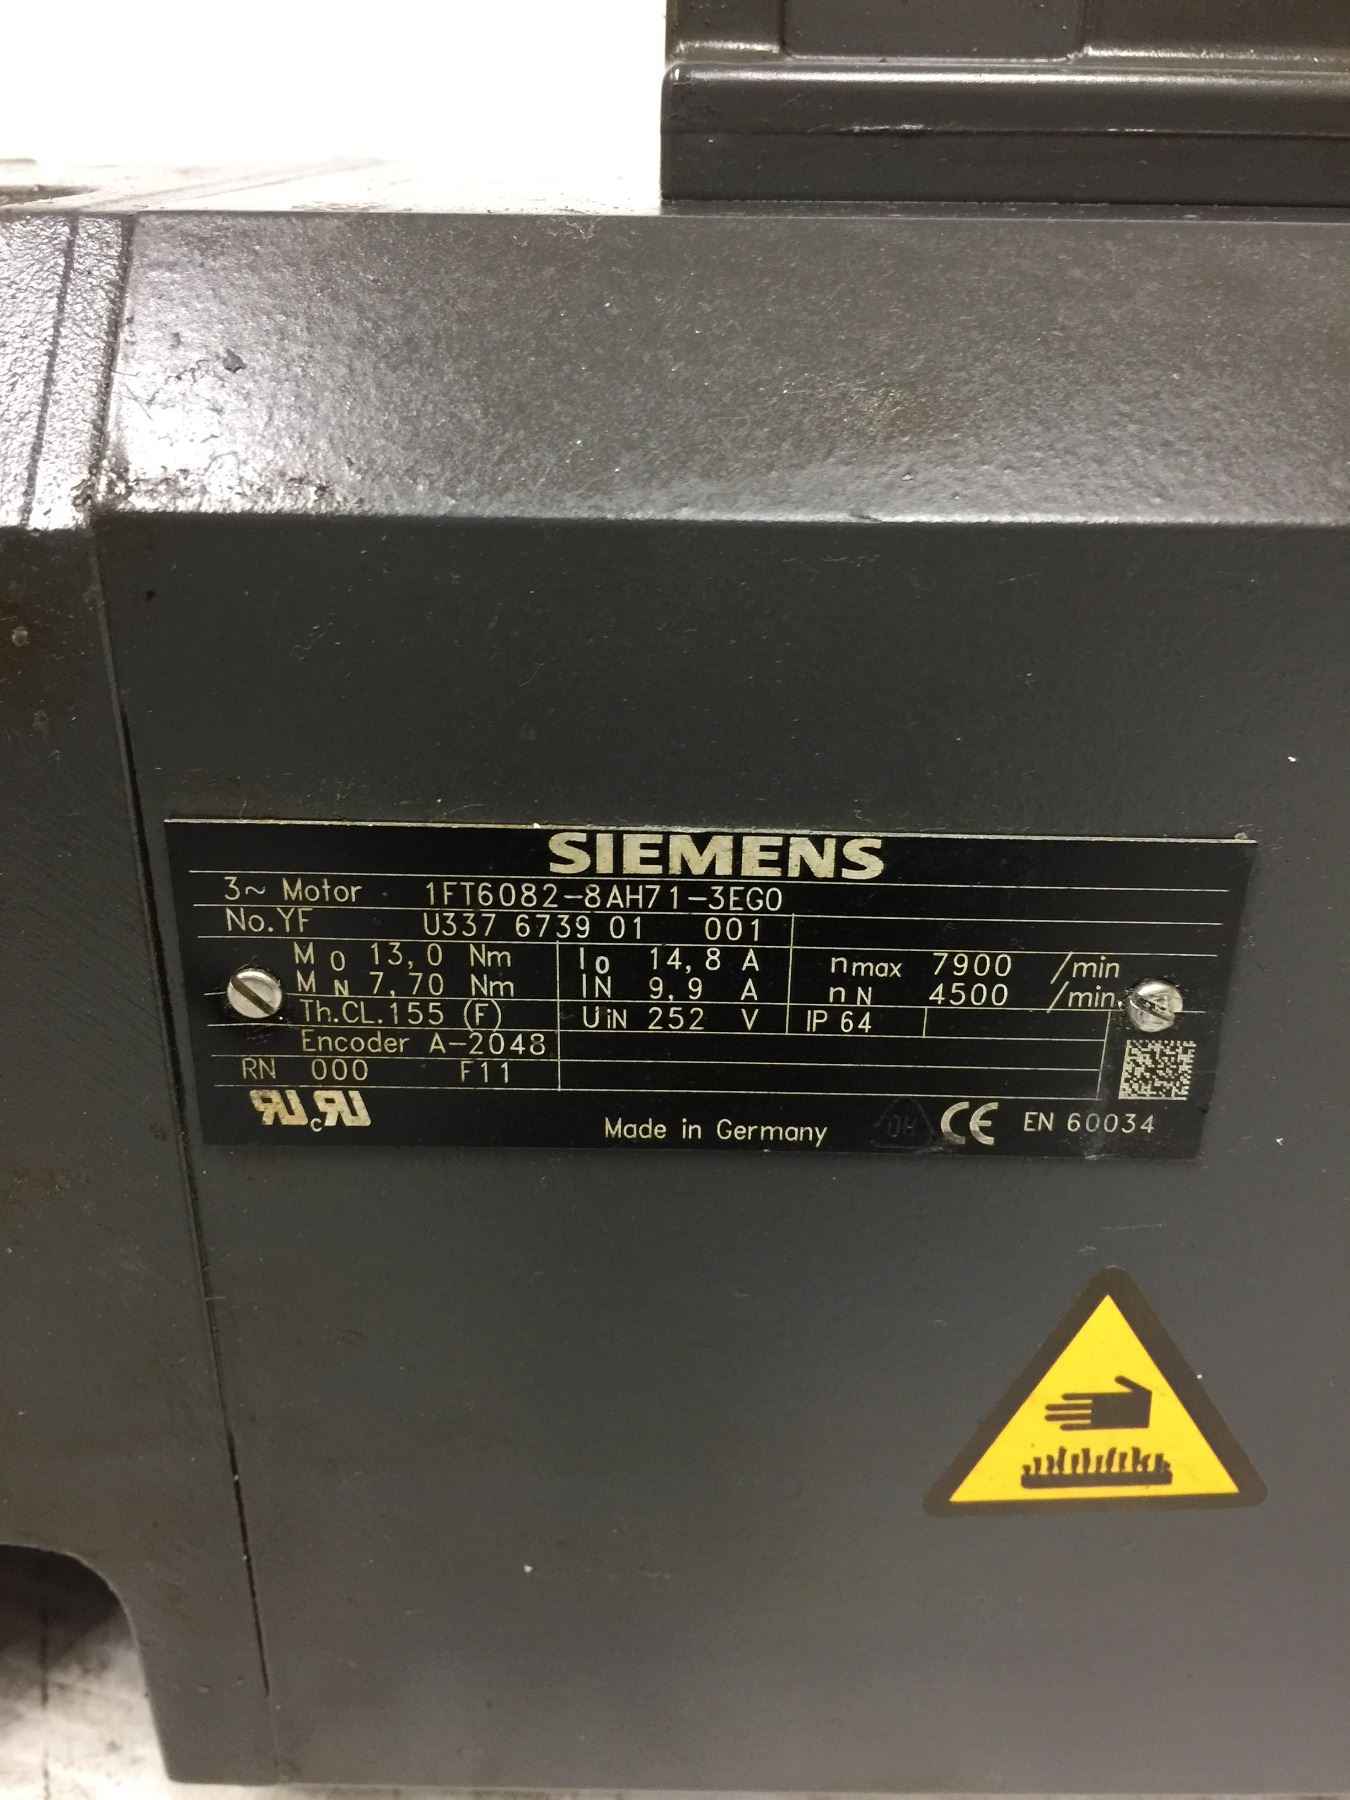 SIEMENS
3~ Motor 1FT6082-8AH71-3EG0
No.YF U337 6739 01 001
M0 13,0 Nm I0 14,8 A nmax 7900 /min
MN 7,70 Nm IN 9,9 A nN 4500 /min.
Th.CL.155 (F) UiN 252 V IP 64
Encoder A-2048
RN 000 F11
RU cRU Made in Germany CE EN 60034